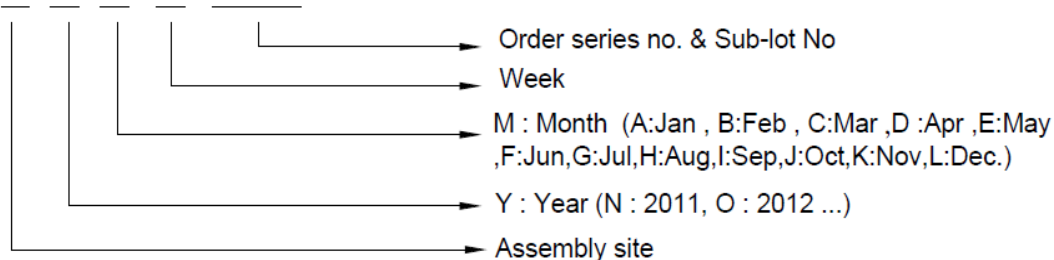 Order series no. & Sub-lot No
Week
M : Month (A:Jan , B:Feb , C:Mar ,D :Apr ,E:May
,F:Jun,G:Jul,H:Aug,I:Sep,J:Oct,K:Nov,L:Dec.)
Y : Year (N : 2011, O : 2012 ...)
Assembly site